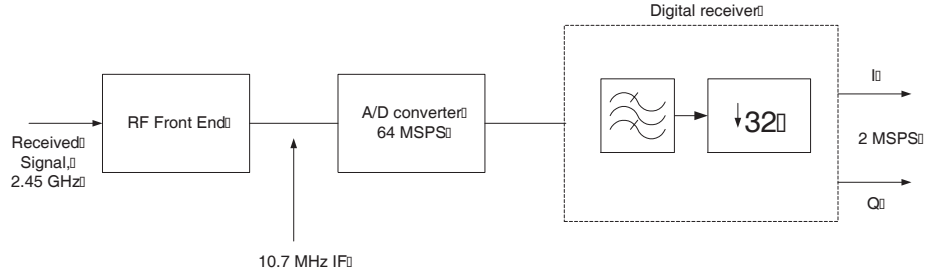 Digital receiver
RF Front End
A/D converter
64 MSPS
↓32
I
Received
Signal,
2.45 GHz
2 MSPS
Q
10.7 MHz IF